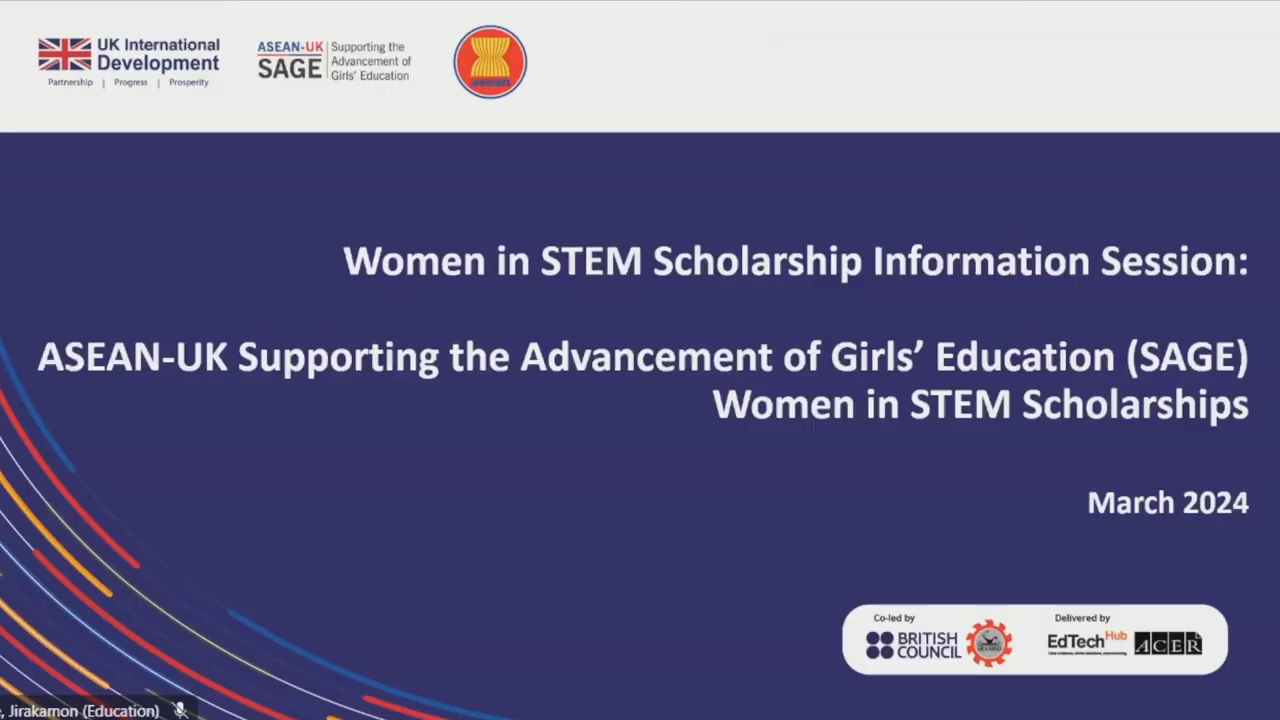 UK International
Development
Partnership | Progress | Prosperity
ASEAN-UK
SAGE
Supporting the
Advancement of
Girls' Education
asean
Women in STEM Scholarship Information Session:
ASEAN-UK Supporting the Advancement of Girls’ Education (SAGE)
Women in STEM Scholarships
March 2024
Co-led by
BRITISH
COUNCIL
Delivered by
EdTech Hub
ACER
, Jirakamon (Education)